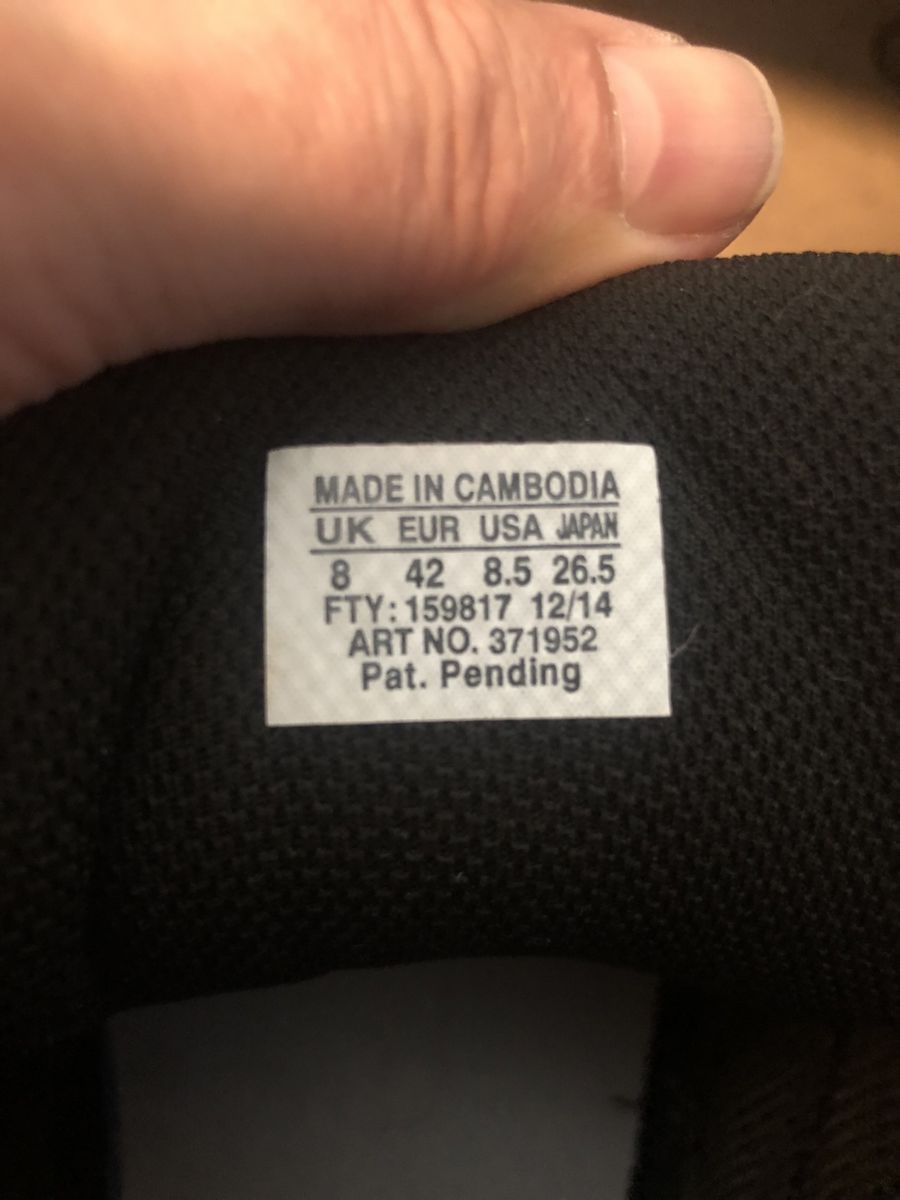 MADE IN CAMBODIA
UK EUR USA JAPAN
8 42 8.5 26.5
FTY: 159817 12/14
ART NO. 371952
Pat. Pending